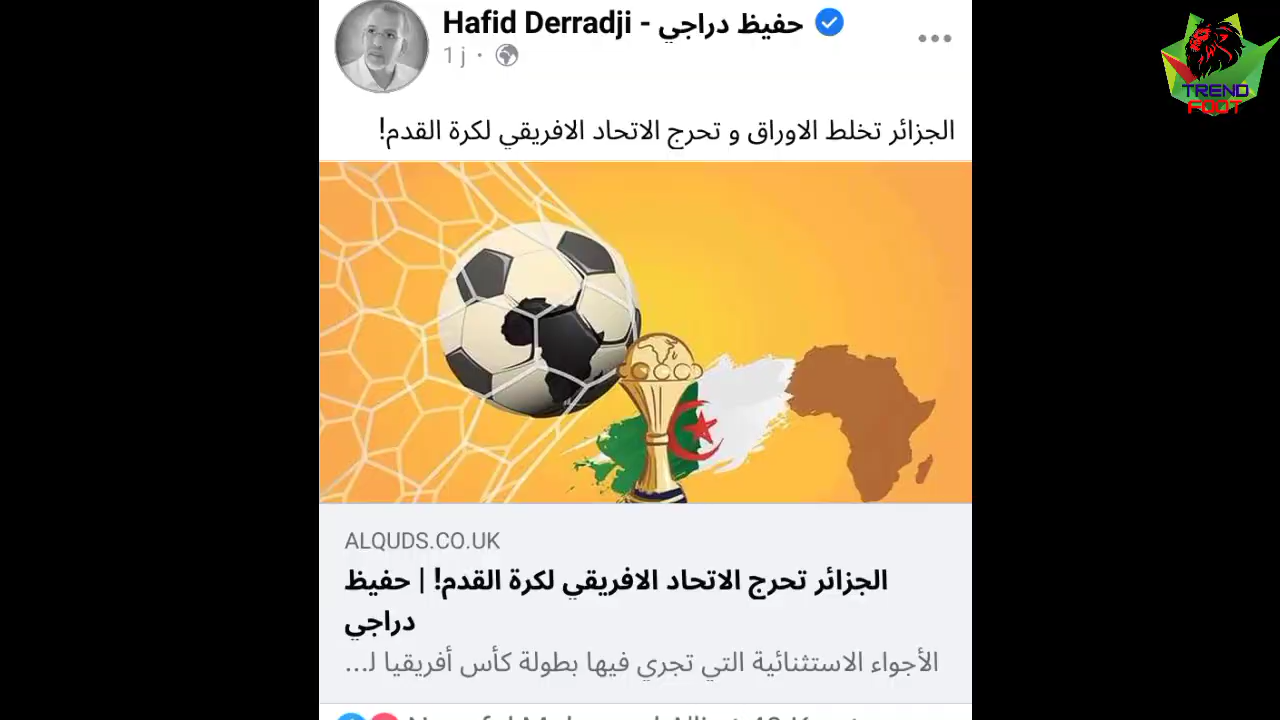 Hafid Derradji - حفيظ دراجي
1 j ·
TREND
FOOT
الجزائر تخلط الاوراق و تحرج الاتحاد الافريقي لكرة القدم!
ALQUDS.CO.UK
الجزائر تحرج الاتحاد الافريقي لكرة القدم! | حفيظ
دراجي
الأجواء الاستثنائية التي تجري فيها بطولة كأس أفريقيا لـ...